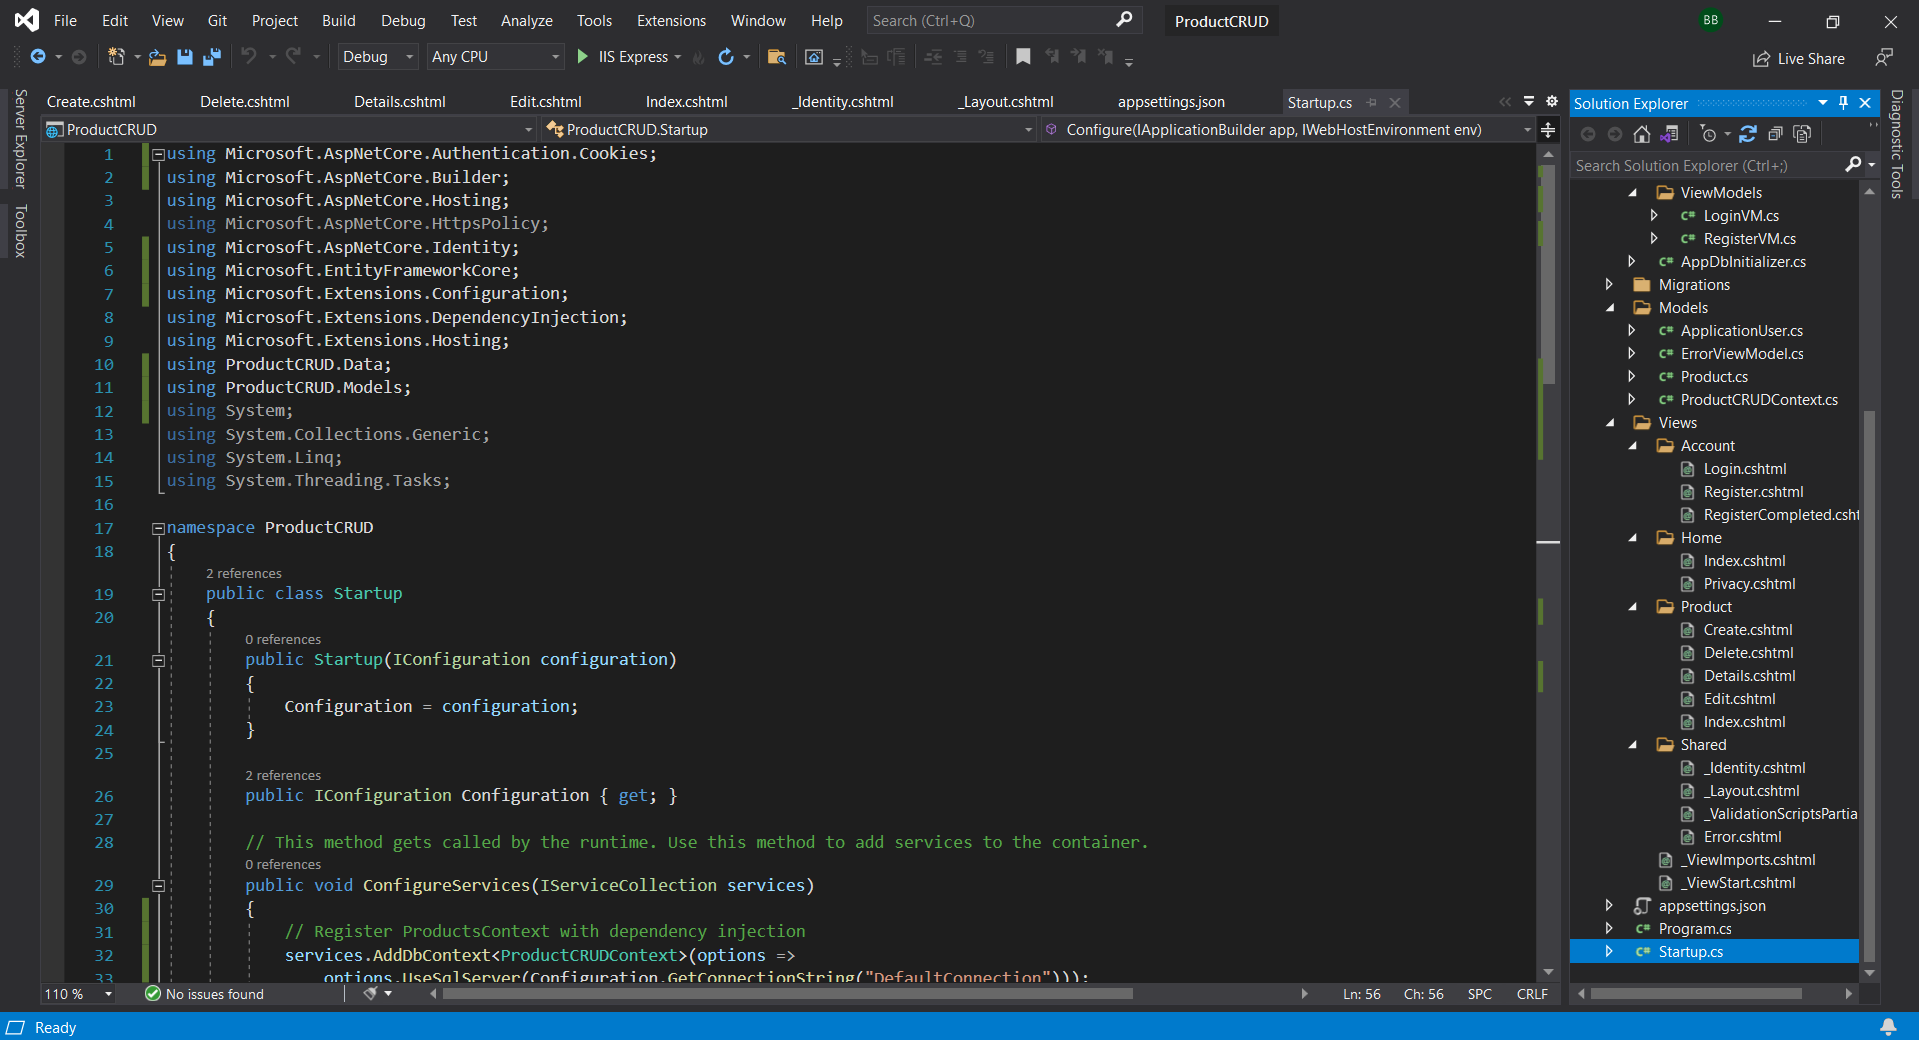 File Edit View Git Project Build Debug Test Analyze Tools Extensions Window Help Search (Ctrl+Q) ProductCRUD BB
Debug Any CPU IIS Express Live Share
Server Explorer
Toolbox
Create.cshtml Delete.cshtml Details.cshtml Edit.cshtml Index.cshtml _Identity.cshtml _Layout.cshtml appsettings.json Startup.cs
ProductCRUD ProductCRUD.Startup Configure(IApplicationBuilder app, IWebHostEnvironment env)
1 using Microsoft.AspNetCore.Authentication.Cookies;
2 using Microsoft.AspNetCore.Builder;
3 using Microsoft.AspNetCore.Hosting;
4 using Microsoft.AspNetCore.HttpsPolicy;
5 using Microsoft.AspNetCore.Identity;
6 using Microsoft.EntityFrameworkCore;
7 using Microsoft.Extensions.Configuration;
8 using Microsoft.Extensions.DependencyInjection;
9 using Microsoft.Extensions.Hosting;
10 using ProductCRUD.Data;
11 using ProductCRUD.Models;
12 using System;
13 using System.Collections.Generic;
14 using System.Linq;
15 using System.Threading.Tasks;
16
17 namespace ProductCRUD
18 {
2 references
19 public class Startup
20 {
0 references
21 public Startup(IConfiguration configuration)
22 {
23 Configuration = configuration;
24 }
25
2 references
26 public IConfiguration Configuration { get; }
27
28 // This method gets called by the runtime. Use this method to add services to the container.
0 references
29 public void ConfigureServices(IServiceCollection services)
30 {
31 // Register ProductsContext with dependency injection
32 services.AddDbContext<ProductCRUDContext>(options =>
33 options.UseSqlServer(Configuration.GetConnectionString("DefaultConnection")));
110 % No issues found Ln: 56 Ch: 56 SPC CRLF
Solution Explorer
Search Solution Explorer (Ctrl+;)
ViewModels
C# LoginVM.cs
C# RegisterVM.cs
C# AppDbInitializer.cs
Migrations
Models
C# ApplicationUser.cs
C# ErrorViewModel.cs
C# Product.cs
C# ProductCRUDContext.cs
Views
Account
Login.cshtml
Register.cshtml
RegisterCompleted.csht
Home
Index.cshtml
Privacy.cshtml
Product
Create.cshtml
Delete.cshtml
Details.cshtml
Edit.cshtml
Index.cshtml
Shared
_Identity.cshtml
_Layout.cshtml
_ValidationScriptsPartia
Error.cshtml
_ViewImports.cshtml
_ViewStart.cshtml
appsettings.json
C# Program.cs
C# Startup.cs
Diagnostic Tools
Ready